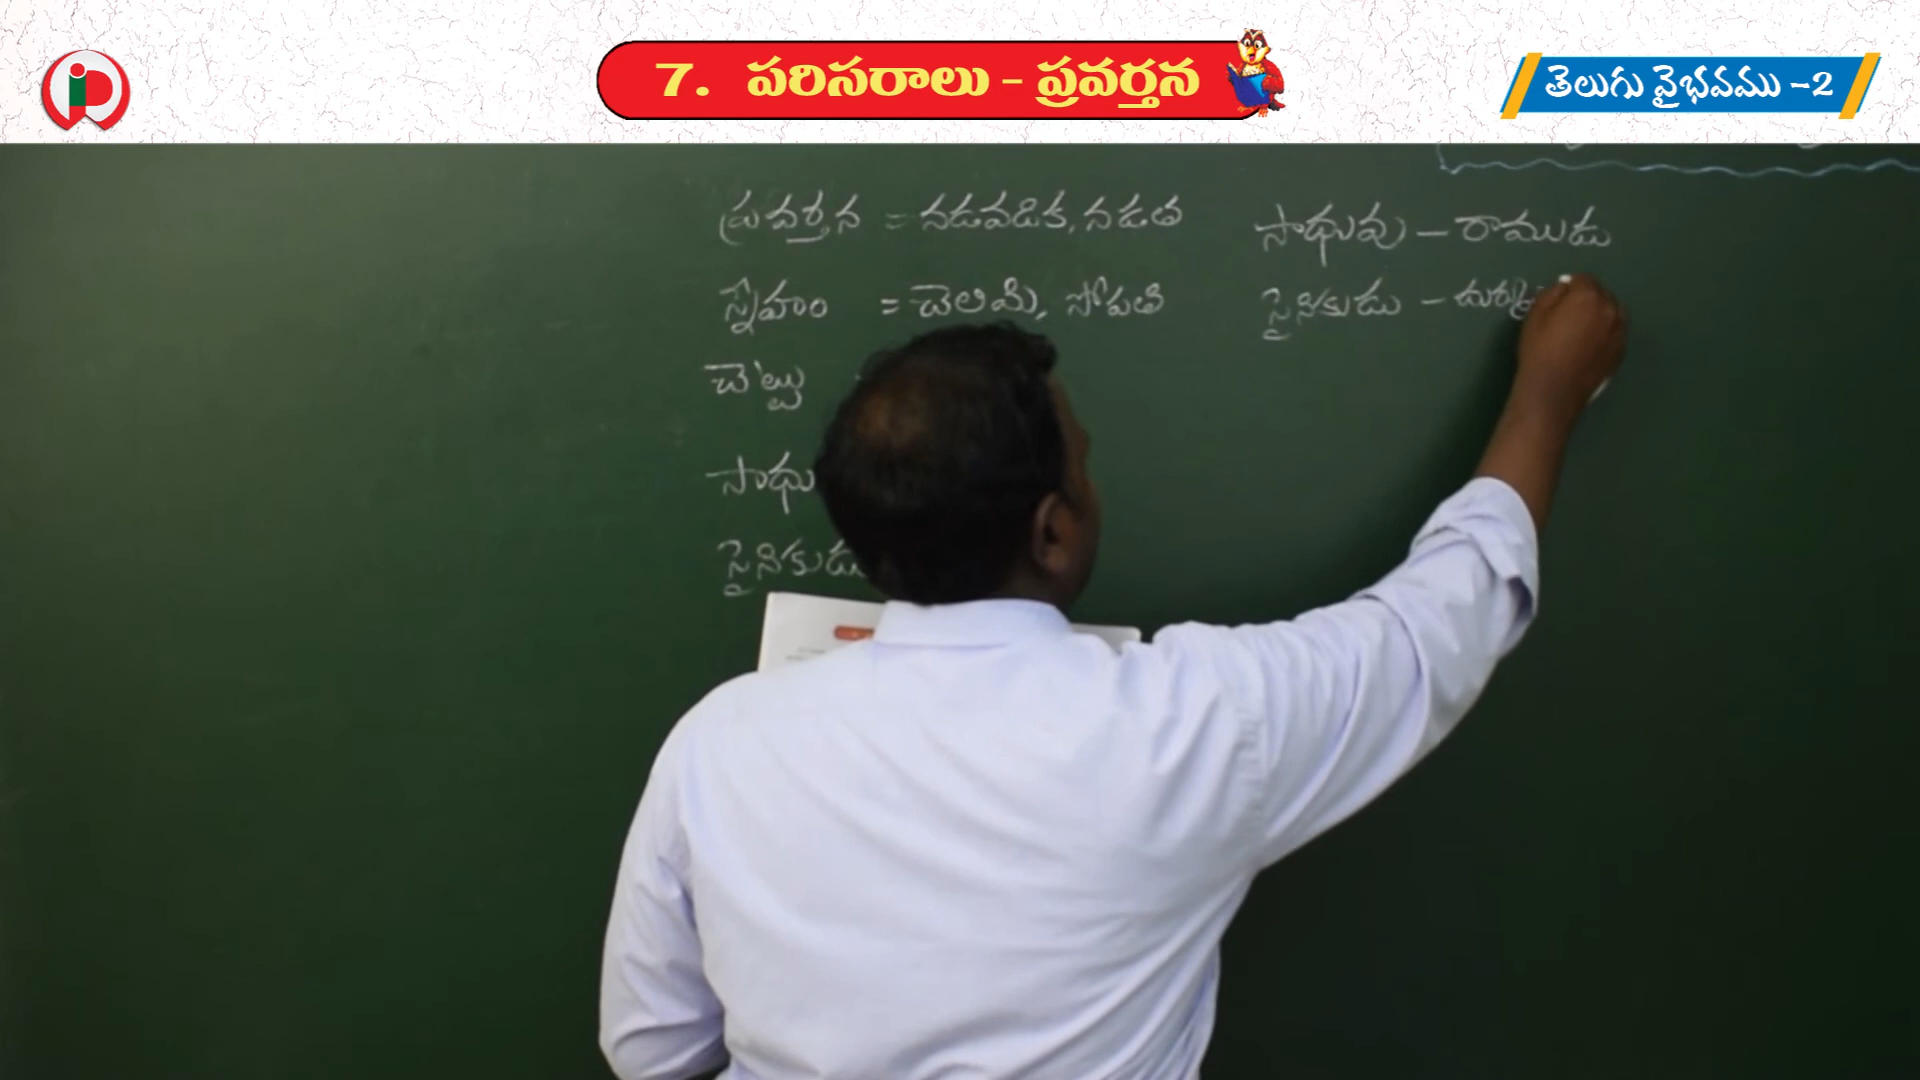 7. పరిసరాలు - ప్రవర్తన
తెలుగు వైభవము -2
ప్రవర్తన = నడవడిక, నడత
స్నేహం = చెలిమి, సోపతి
చెట్టు
సాధు
సైనికుడు
సాధువు - రాముడు
సైనికుడు -